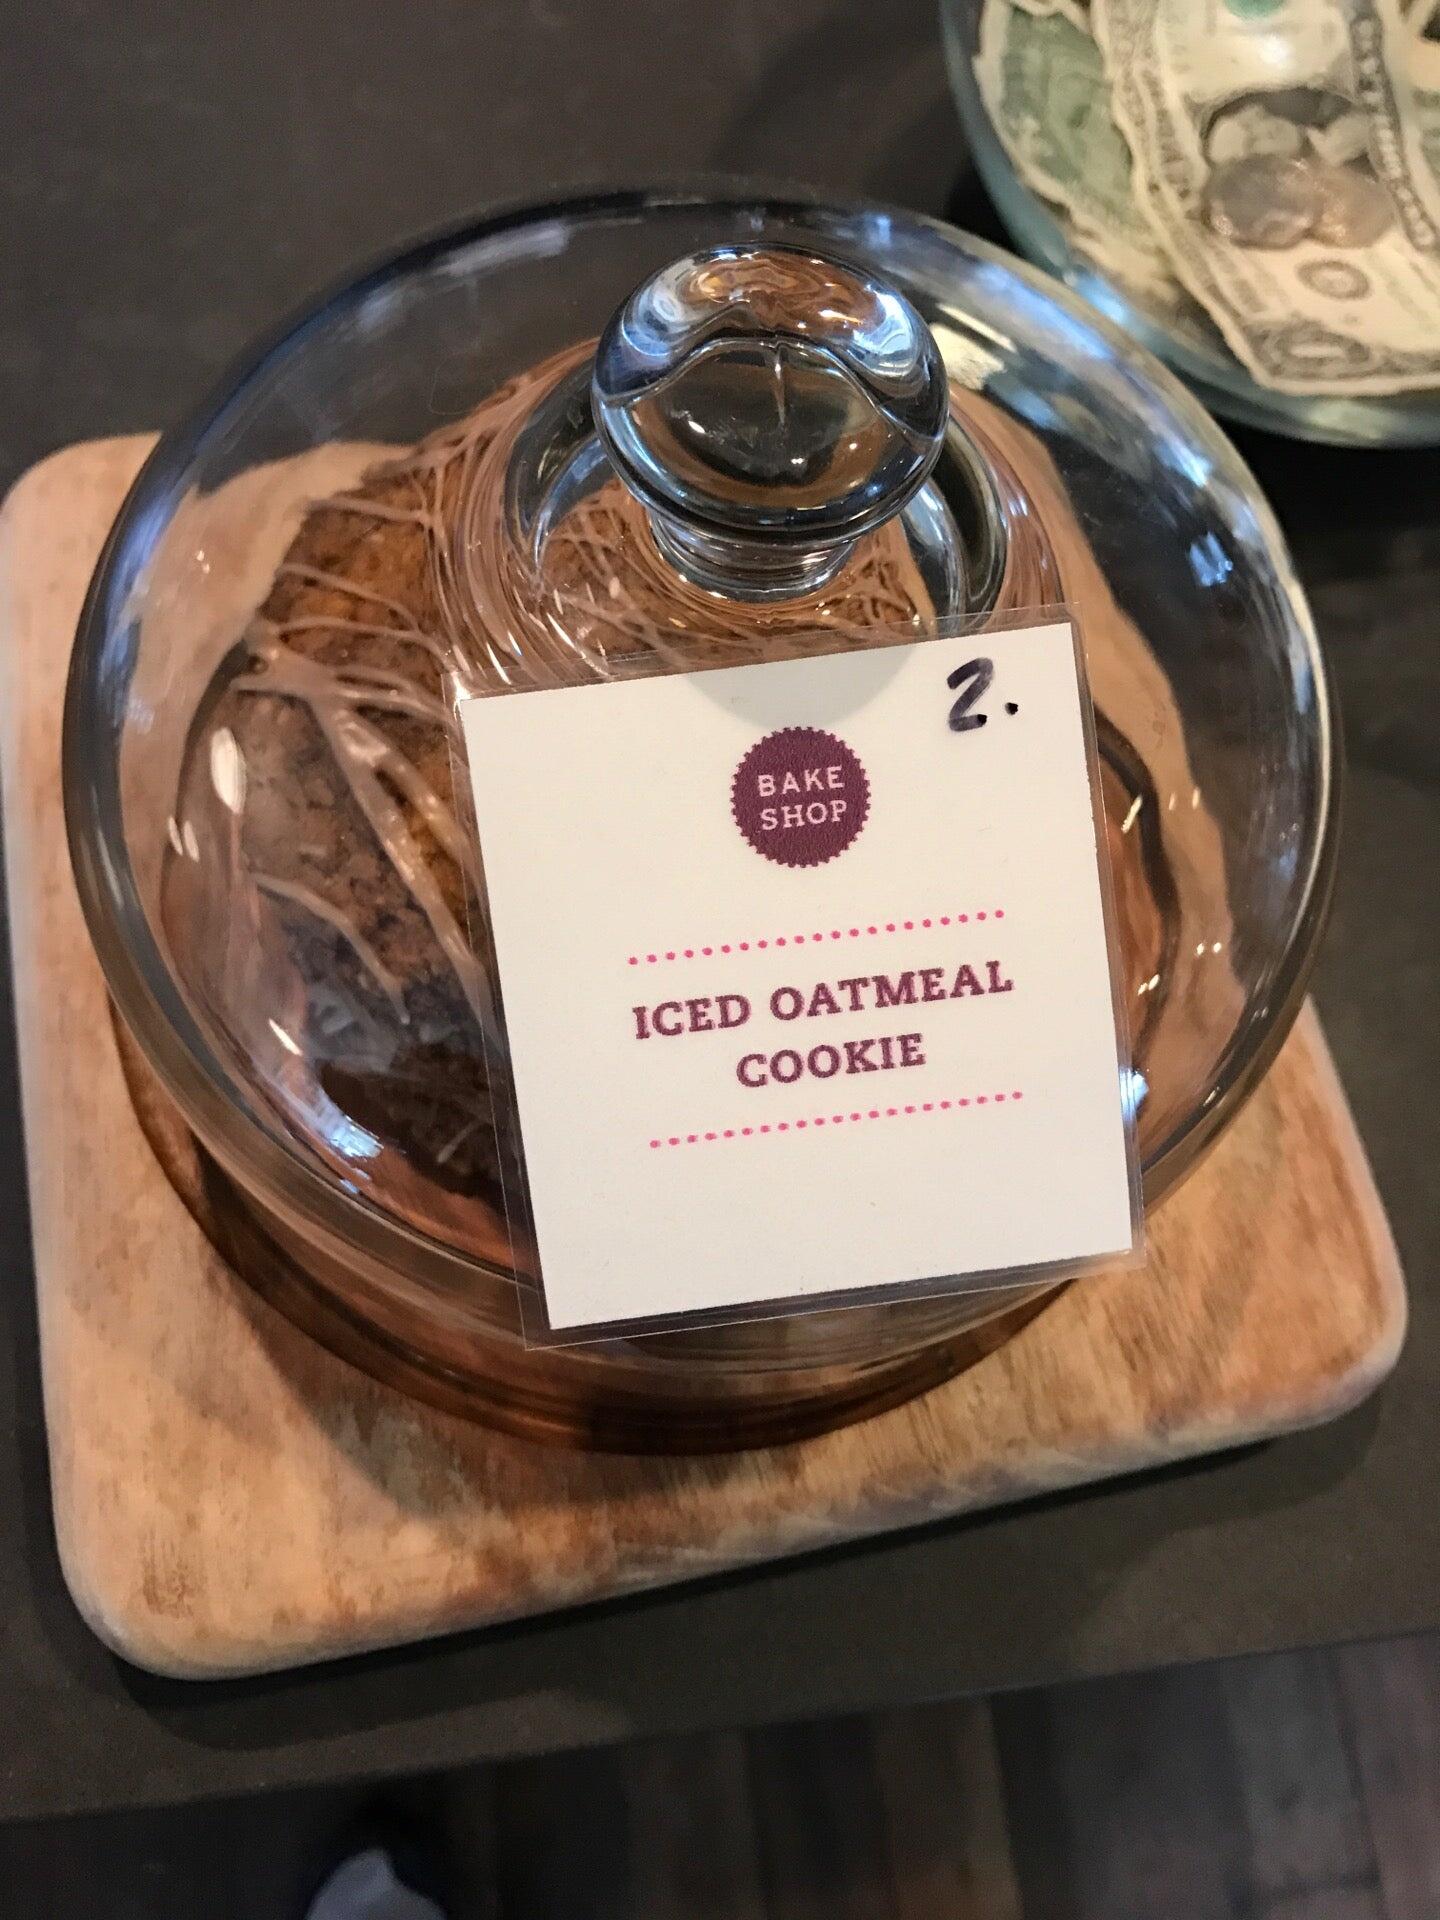 2.
BAKE
SHOP
ICED OATMEAL
COOKIE